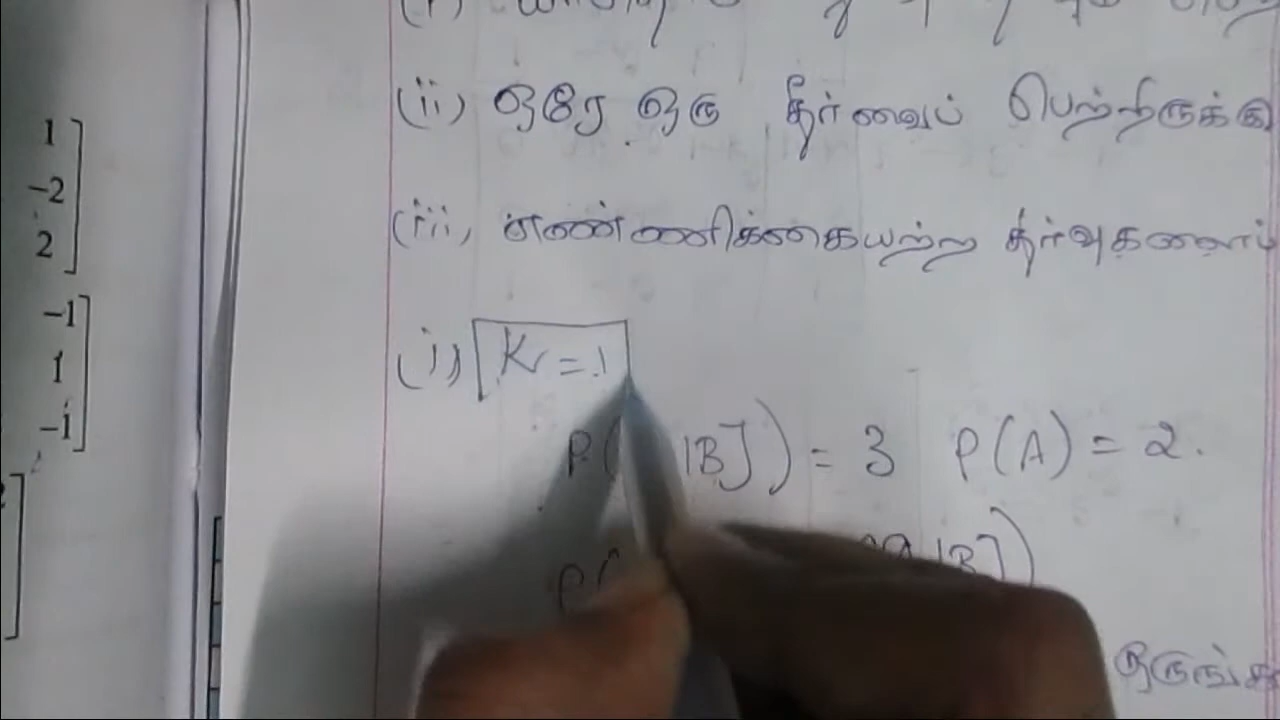 (ii) ஒரே ஒரு தீர்வைப் பெற்றிருக்கு
(iii) எண்ணிக்கையற்ற தீர்வுகளைப்
(i) K = 1
|B]) = 3 P(A) = 2.
|B])
1
-2
2
-1
1
-1